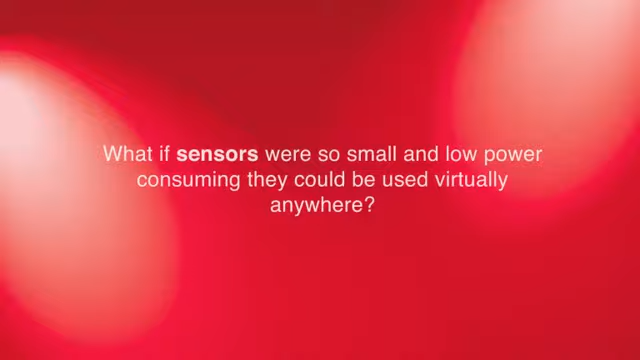 What if sensors were so small and low power
consuming they could be used virtually
anywhere?